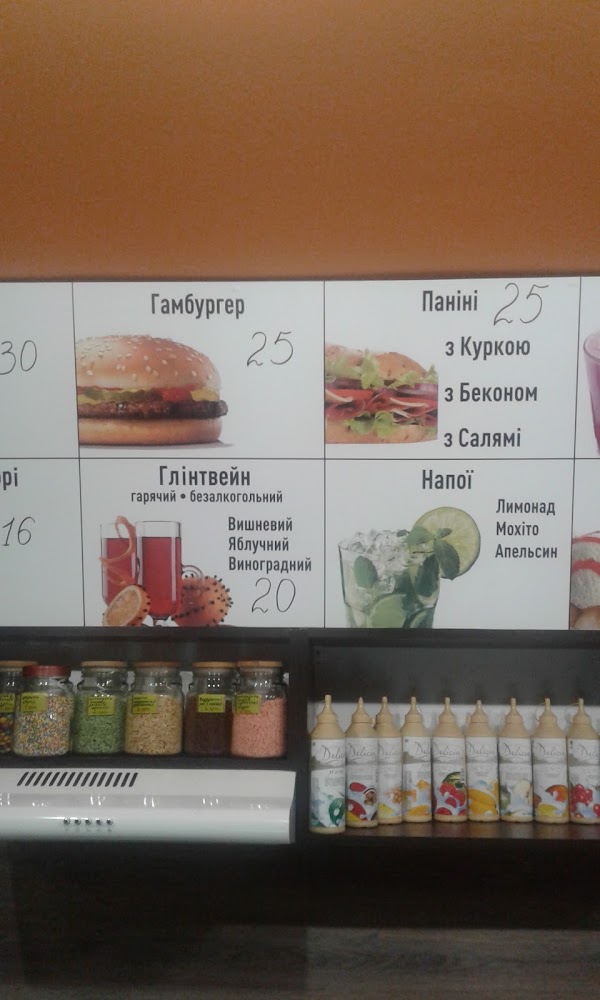 30
Гамбургер
25
Паніні 25
з Куркою
з Беконом
з Салямі
рі
16
Глінтвейн
гарячий • безалкогольний
Вишневий
Яблучний
Виноградний
20
Напої
Лимонад
Мохіто
Апельсин